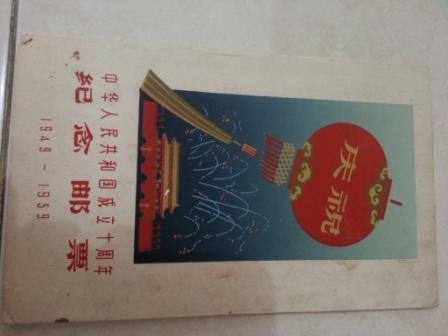 庆祝
中华人民共和国成立十周年
纪念邮票
1949-1959